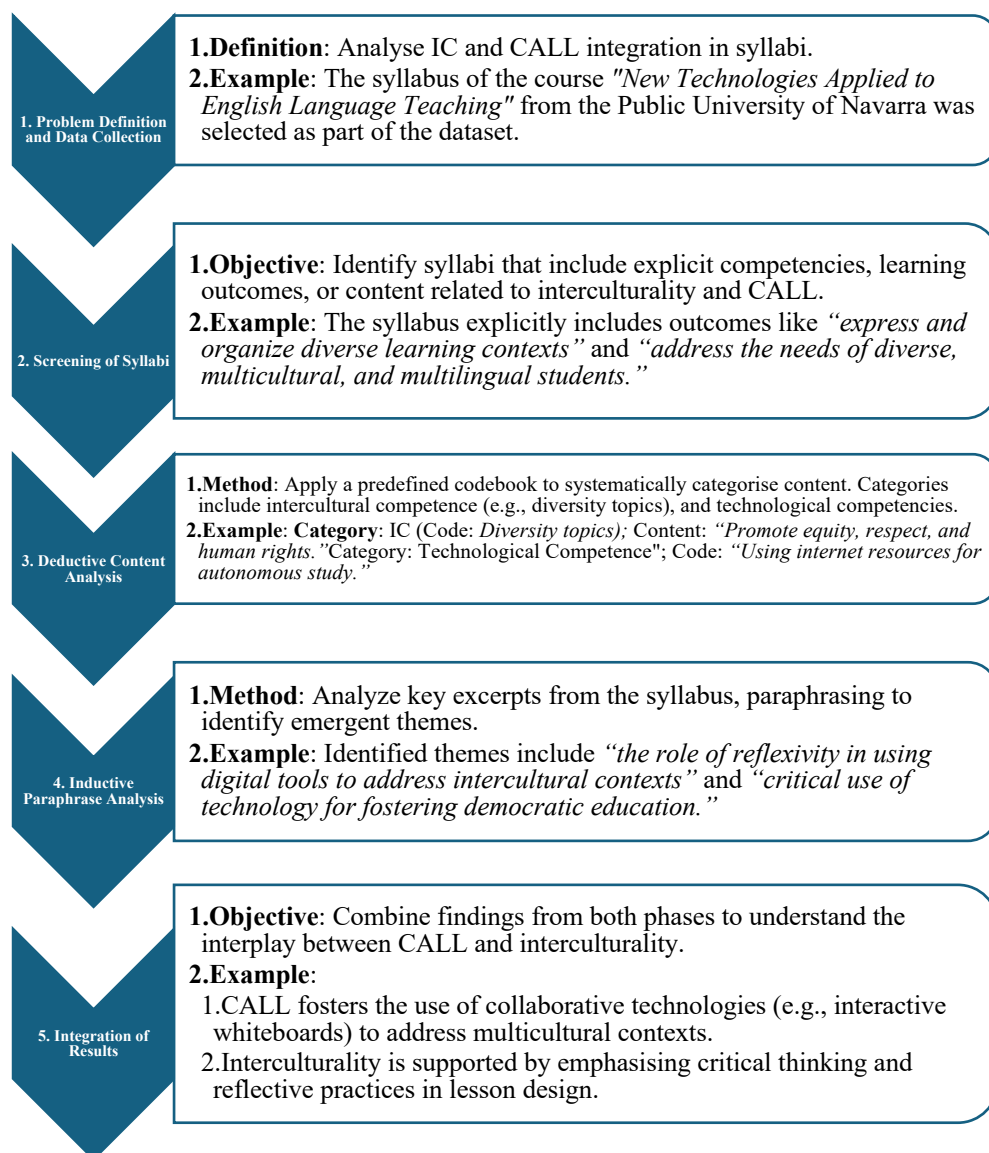 1. Problem Definition
and Data Collection
1.Definition: Analyse IC and CALL integration in syllabi.
2.Example: The syllabus of the course "New Technologies Applied to
English Language Teaching" from the Public University of Navarra was
selected as part of the dataset.
2. Screening of Syllabi
1.Objective: Identify syllabi that include explicit competencies, learning
outcomes, or content related to interculturality and CALL.
2.Example: The syllabus explicitly includes outcomes like “express and
organize diverse learning contexts” and “address the needs of diverse,
multicultural, and multilingual students.”
3. Deductive Content
Analysis
1.Method: Apply a predefined codebook to systematically categorise content. Categories
include intercultural competence (e.g., diversity topics), and technological competencies.
2.Example: Category: IC (Code: Diversity topics); Content: “Promote equity, respect, and
human rights.”Category: Technological Competence"; Code: “Using internet resources for
autonomous study.”
4. Inductive
Paraphrase Analysis
1.Method: Analyze key excerpts from the syllabus, paraphrasing to
identify emergent themes.
2.Example: Identified themes include “the role of reflexivity in using
digital tools to address intercultural contexts” and “critical use of
technology for fostering democratic education.”
5. Integration of
Results
1.Objective: Combine findings from both phases to understand the
interplay between CALL and interculturality.
2.Example:
1.CALL fosters the use of collaborative technologies (e.g., interactive
whiteboards) to address multicultural contexts.
2.Interculturality is supported by emphasising critical thinking and
reflective practices in lesson design.